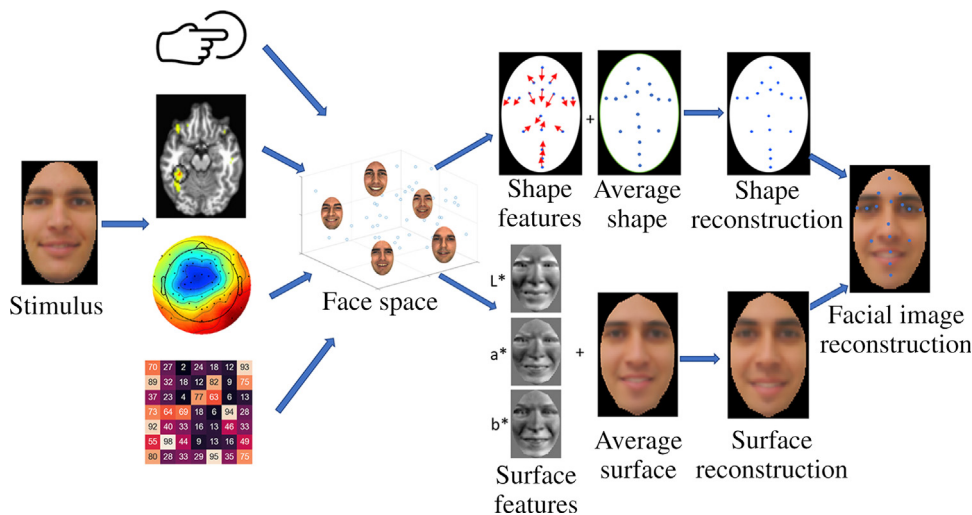 Stimulus
70 27 2 24 18 12 93
89 32 18 12 82 9 75
37 23 4 77 63 6 13
73 64 69 18 6 94 28
92 40 33 16 13 46 33
55 98 44 9 13 16 49
80 28 33 29 95 35 75
Face space
Shape
features
+
Average
shape
Shape
reconstruction
L*
a*
b*
Surface
features
+
Average
surface
Surface
reconstruction
Facial image
reconstruction